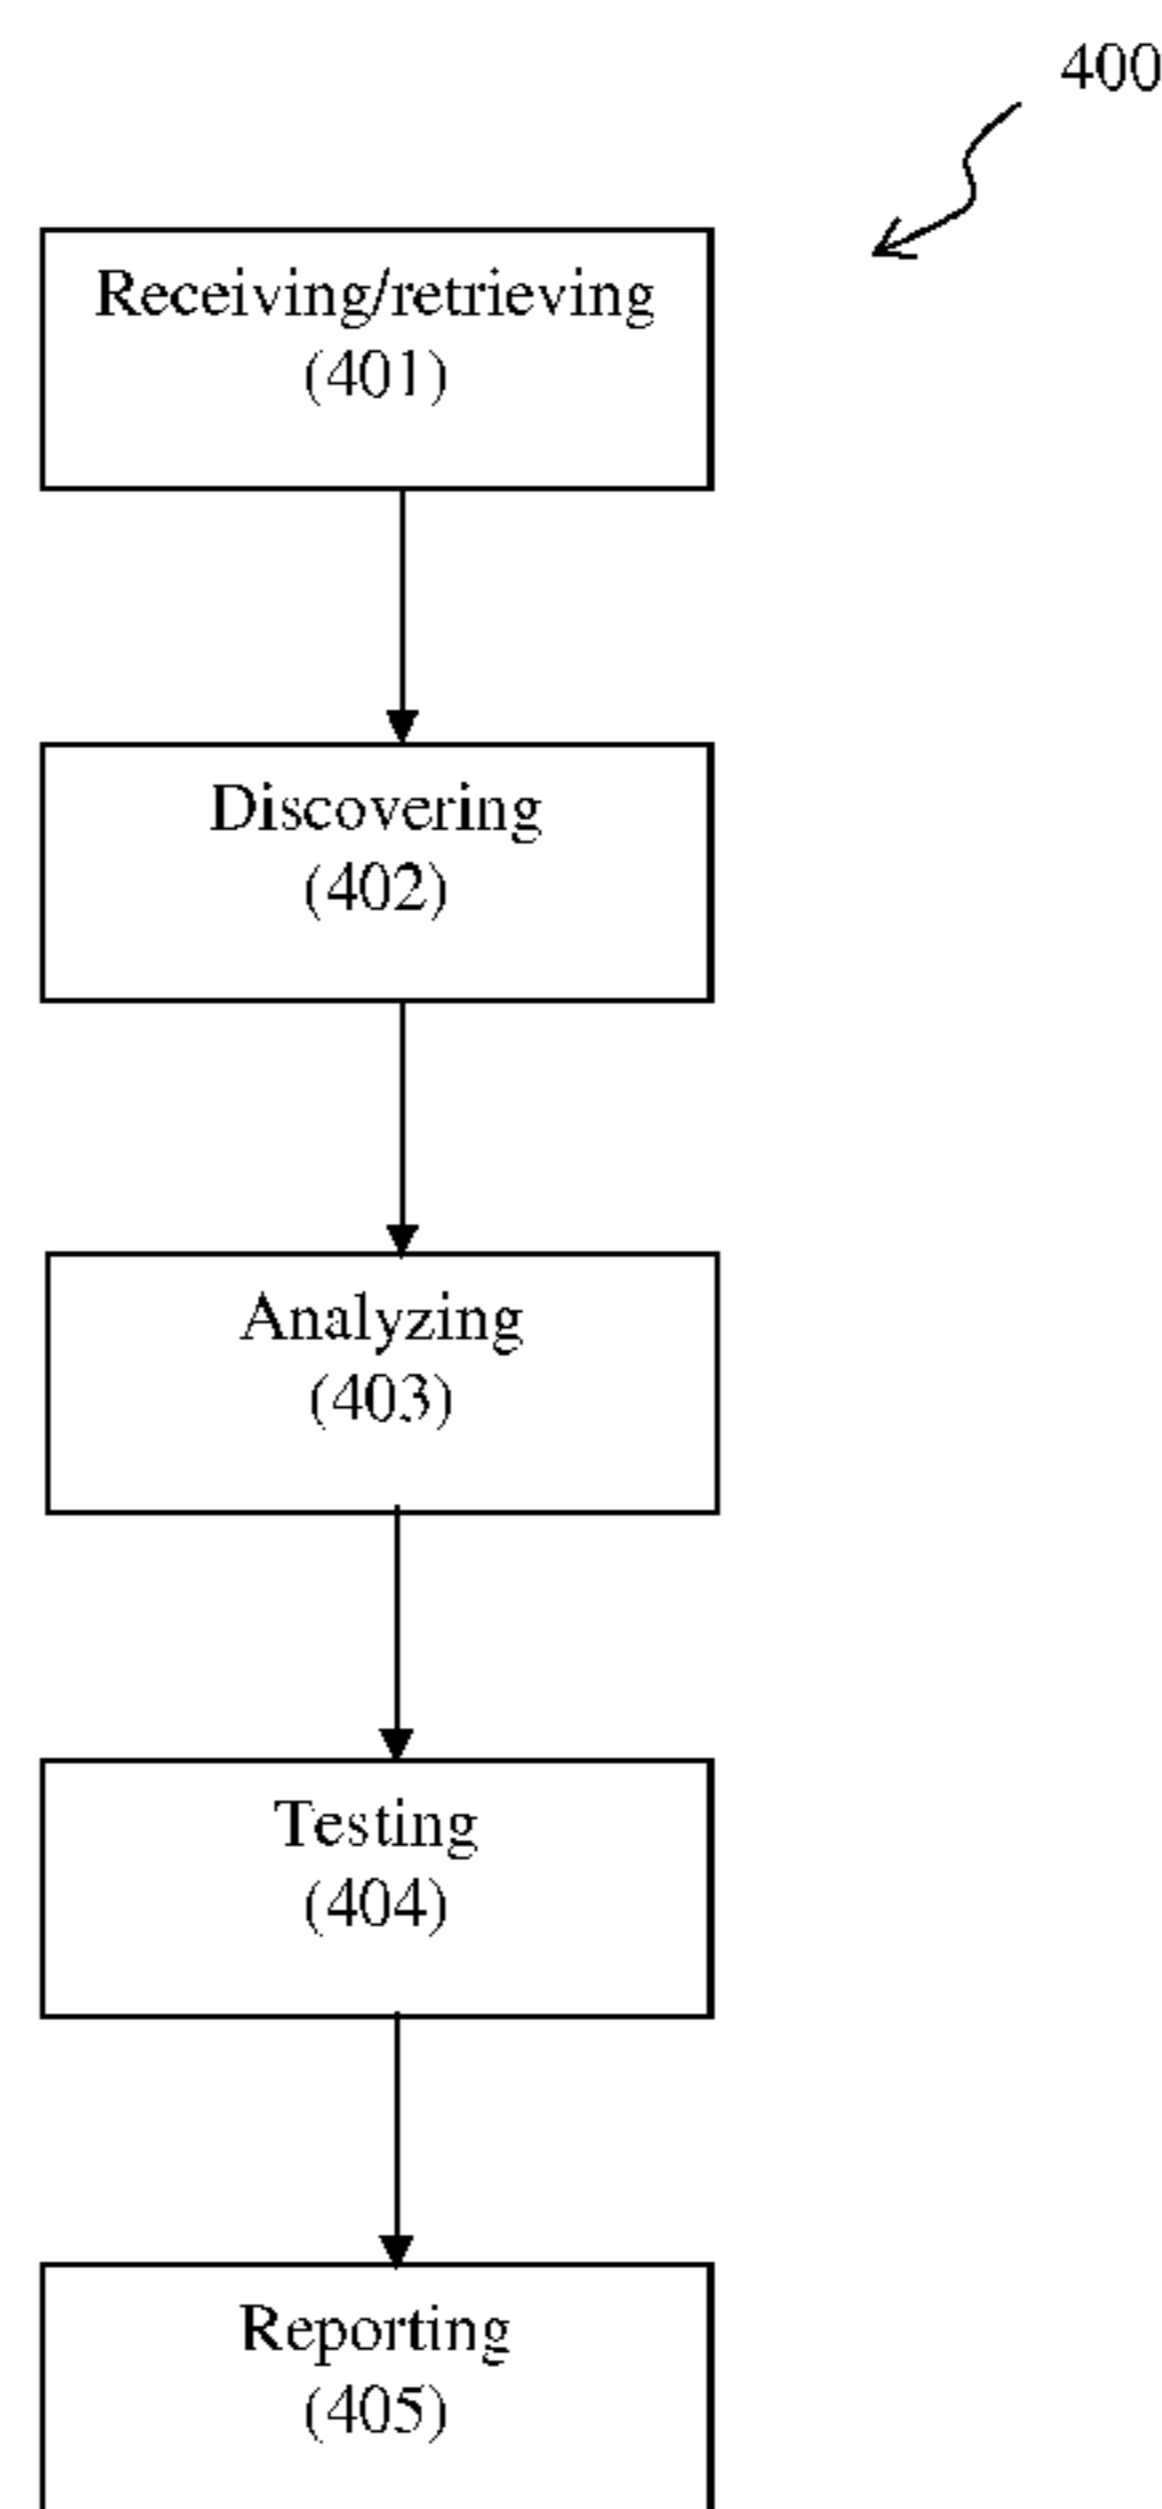 400
Receiving/retrieving
(401)
Discovering
(402)
Analyzing
(403)
Testing
(404)
Reporting
(405)